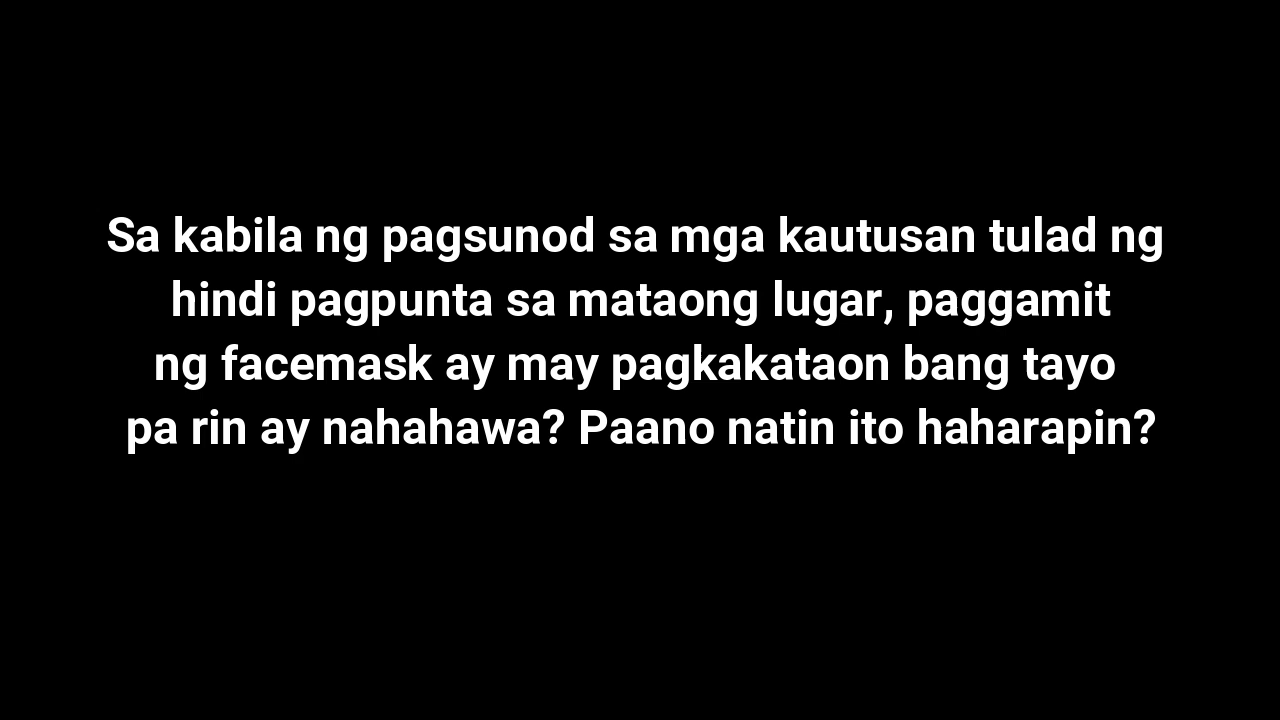 Sa kabila ng pagsunod sa mga kautusan tulad ng
hindi pagpunta sa mataong lugar, paggamit
ng facemask ay may pagkakataon bang tayo
pa rin ay nahahawa? Paano natin ito haharapin?